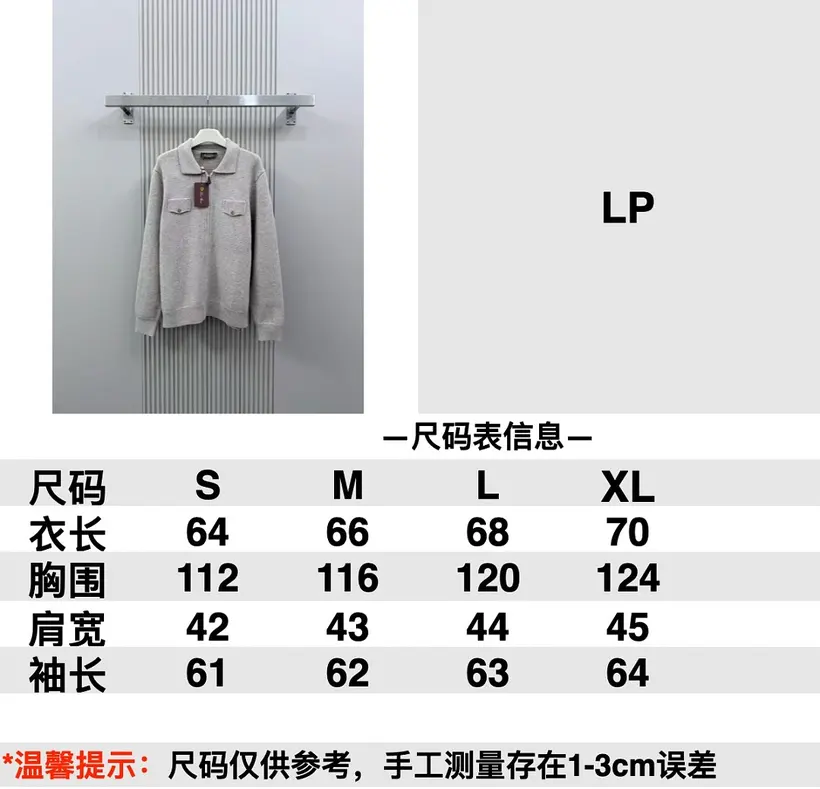 LP
—尺码表信息—
尺码 S M L XL
衣长 64 66 68 70
胸围 112 116 120 124
肩宽 42 43 44 45
袖长 61 62 63 64
*温馨提示：尺码仅供参考，手工测量存在1-3cm误差